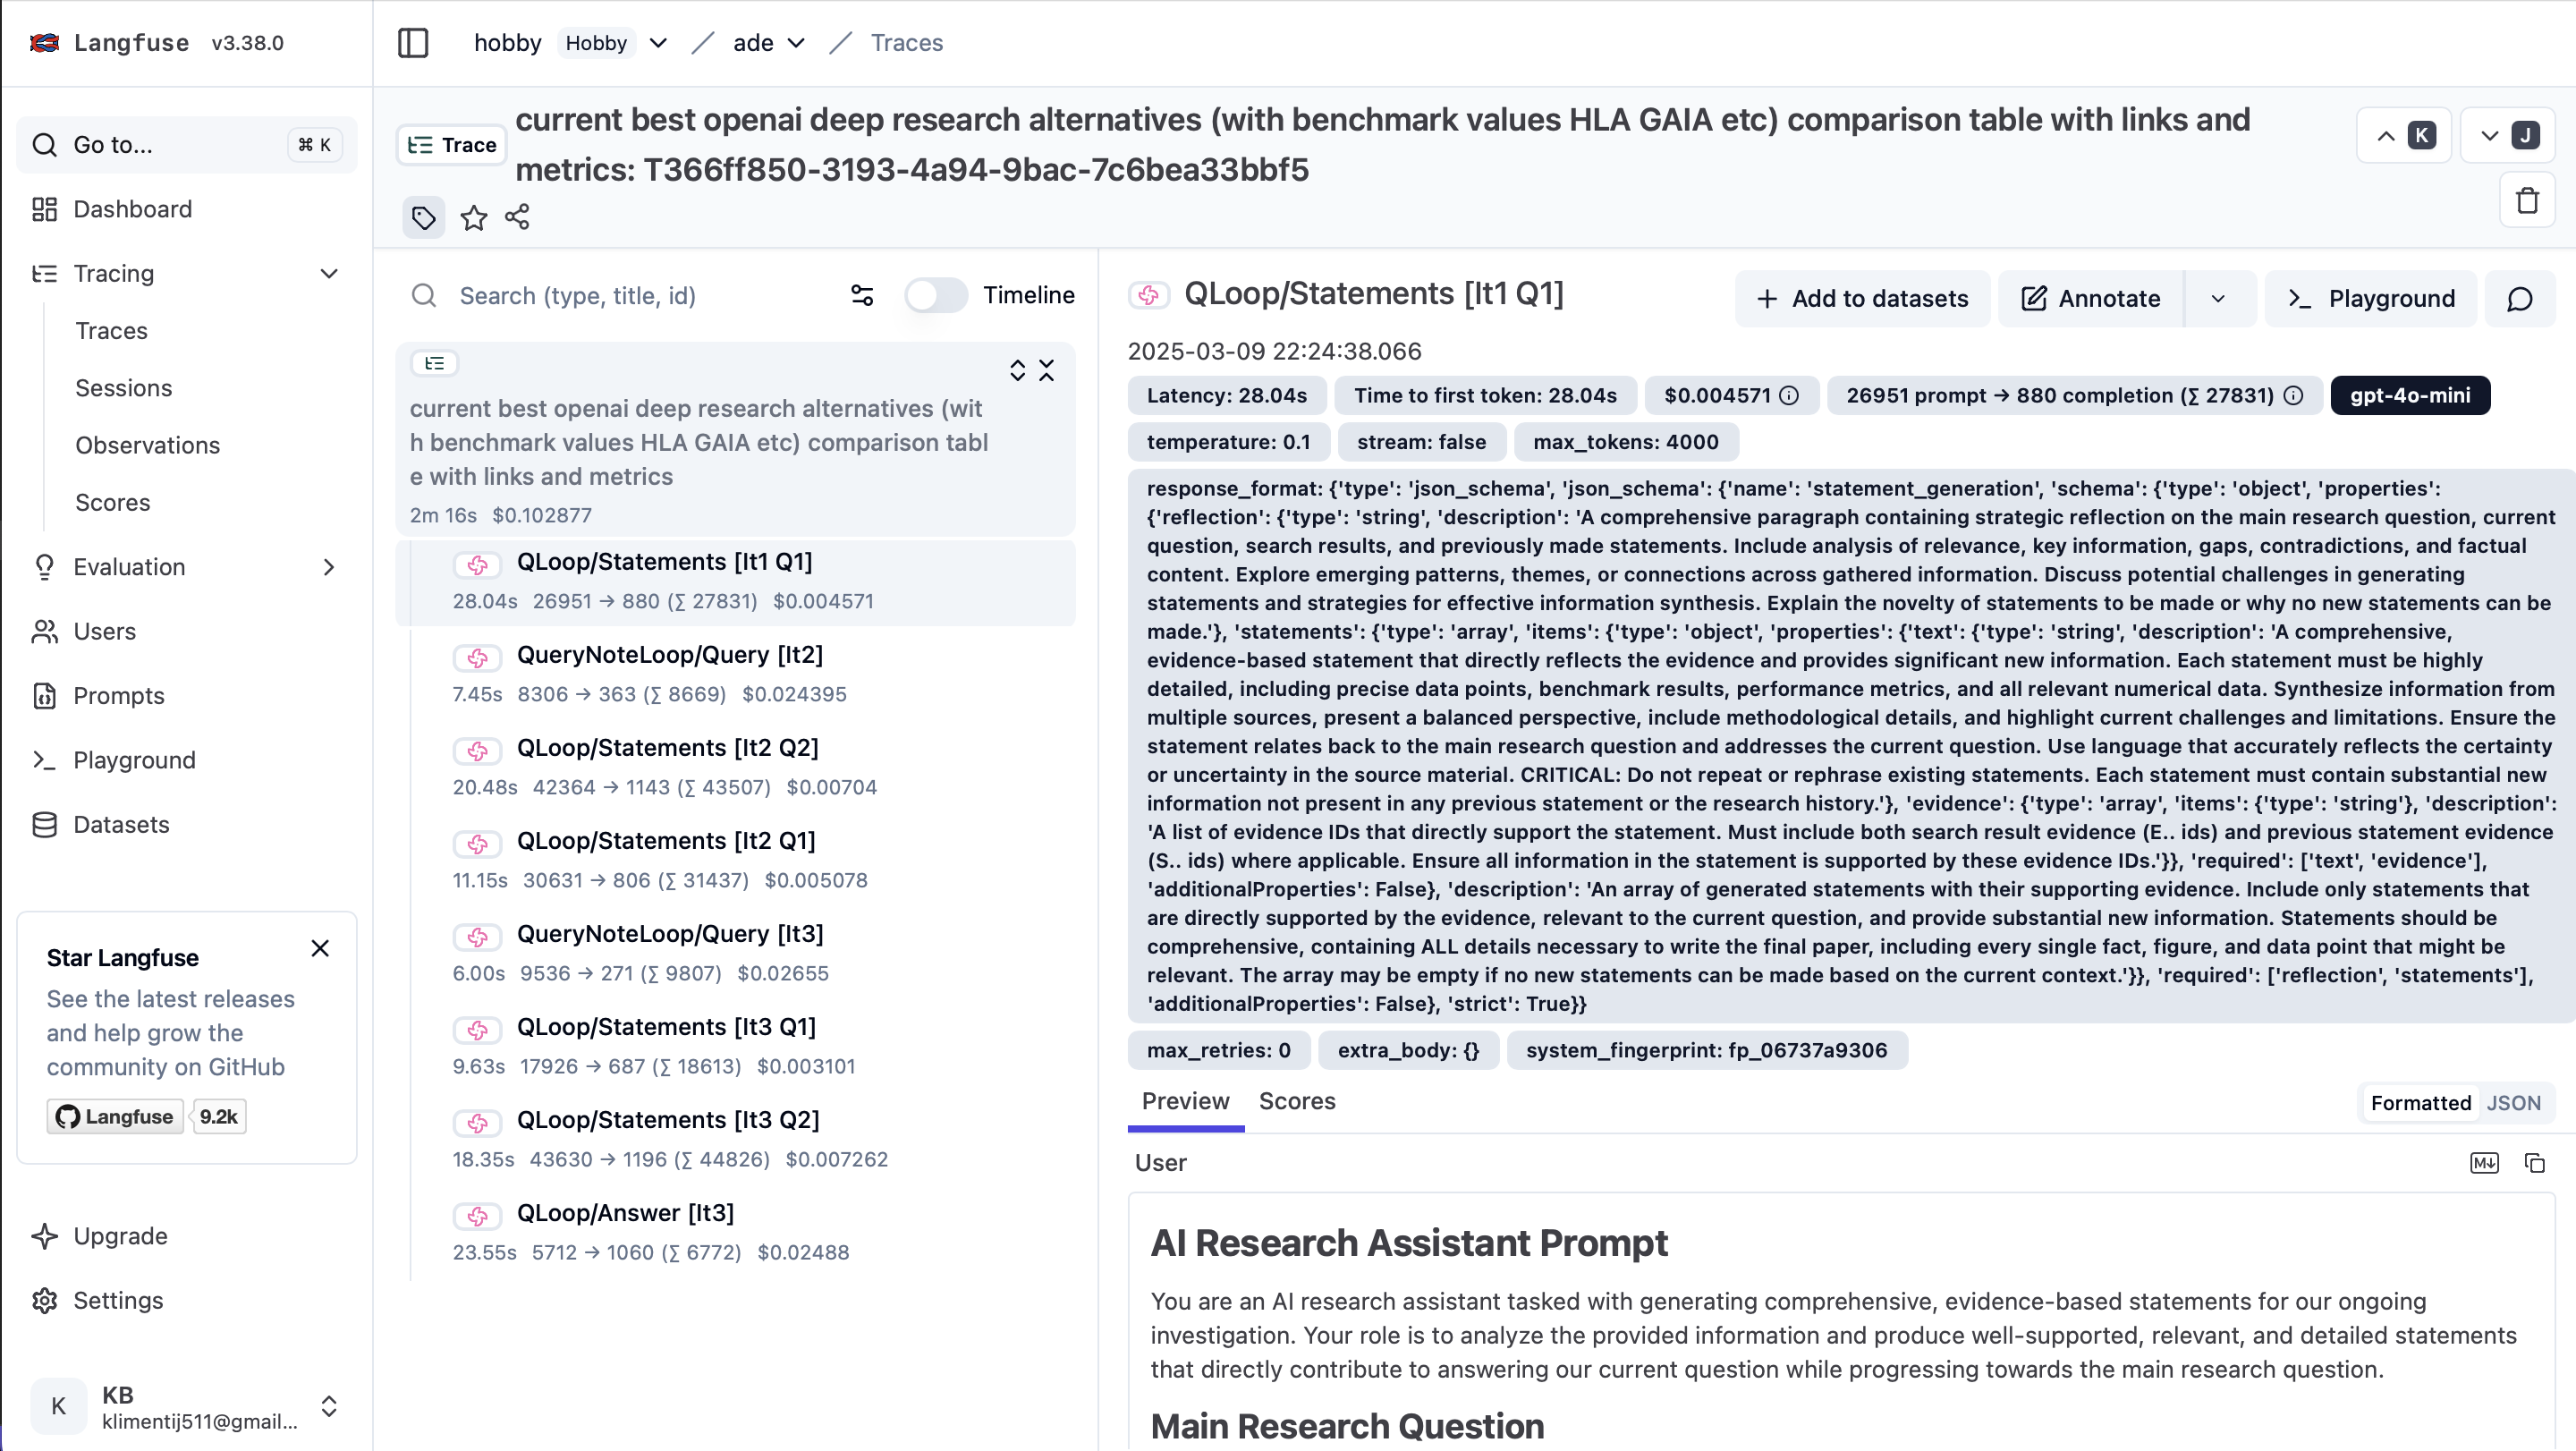 Langfuse v3.38.0
Go to... ⌘ K
Dashboard
Tracing
Traces
Sessions
Observations
Scores
Evaluation
Users
Prompts
Playground
Datasets
Star Langfuse
See the latest releases
and help grow the
community on GitHub
Langfuse 9.2k
Upgrade
Settings
K
KB
klimentij511@gmail...
hobby Hobby / ade / Traces
Trace
current best openai deep research alternatives (with benchmark values HLA GAIA etc) comparison table with links and
metrics: T366ff850-3193-4a94-9bac-7c6bea33bbf5
K J
Search (type, title, id) Timeline
current best openai deep research alternatives (wit
h benchmark values HLA GAIA etc) comparison tabl
e with links and metrics
2m 16s $0.102877
QLoop/Statements [It1 Q1]
28.04s 26951 → 880 (∑ 27831) $0.004571
QueryNoteLoop/Query [It2]
7.45s 8306 → 363 (∑ 8669) $0.024395
QLoop/Statements [It2 Q2]
20.48s 42364 → 1143 (∑ 43507) $0.00704
QLoop/Statements [It2 Q1]
11.15s 30631 → 806 (∑ 31437) $0.005078
QueryNoteLoop/Query [It3]
6.00s 9536 → 271 (∑ 9807) $0.02655
QLoop/Statements [It3 Q1]
9.63s 17926 → 687 (∑ 18613) $0.003101
QLoop/Statements [It3 Q2]
18.35s 43630 → 1196 (∑ 44826) $0.007262
QLoop/Answer [It3]
23.55s 5712 → 1060 (∑ 6772) $0.02488
QLoop/Statements [It1 Q1]
+ Add to datasets Annotate Playground
2025-03-09 22:24:38.066
Latency: 28.04s Time to first token: 28.04s $0.004571 26951 prompt → 880 completion (∑ 27831) gpt-4o-mini
temperature: 0.1 stream: false max_tokens: 4000
response_format: {'type': 'json_schema', 'json_schema': {'name': 'statement_generation', 'schema': {'type': 'object', 'properties':
{'reflection': {'type': 'string', 'description': 'A comprehensive paragraph containing strategic reflection on the main research question, current
question, search results, and previously made statements. Include analysis of relevance, key information, gaps, contradictions, and factual
content. Explore emerging patterns, themes, or connections across gathered information. Discuss potential challenges in generating
statements and strategies for effective information synthesis. Explain the novelty of statements to be made or why no new statements can be
made.'}, 'statements': {'type': 'array', 'items': {'type': 'object', 'properties': {'text': {'type': 'string', 'description': 'A comprehensive,
evidence-based statement that directly reflects the evidence and provides significant new information. Each statement must be highly
detailed, including precise data points, benchmark results, performance metrics, and all relevant numerical data. Synthesize information from
multiple sources, present a balanced perspective, include methodological details, and highlight current challenges and limitations. Ensure the
statement relates back to the main research question and addresses the current question. Use language that accurately reflects the certainty
or uncertainty in the source material. CRITICAL: Do not repeat or rephrase existing statements. Each statement must contain substantial new
information not present in any previous statement or the research history.'}, 'evidence': {'type': 'array', 'items': {'type': 'string'}, 'description':
'A list of evidence IDs that directly support the statement. Must include both search result evidence (E.. ids) and previous statement evidence
(S.. ids) where applicable. Ensure all information in the statement is supported by these evidence IDs.'}}, 'required': ['text', 'evidence'],
'additionalProperties': False}, 'description': 'An array of generated statements with their supporting evidence. Include only statements that
are directly supported by the evidence, relevant to the current question, and provide substantial new information. Statements should be
comprehensive, containing ALL details necessary to write the final paper, including every single fact, figure, and data point that might be
relevant. The array may be empty if no new statements can be made based on the current context.'}}, 'required': ['reflection', 'statements'],
'additionalProperties': False}, 'strict': True}}
max_retries: 0 extra_body: {} system_fingerprint: fp_06737a9306
Preview Scores Formatted JSON
User
AI Research Assistant Prompt
You are an AI research assistant tasked with generating comprehensive, evidence-based statements for our ongoing
investigation. Your role is to analyze the provided information and produce well-supported, relevant, and detailed statements
that directly contribute to answering our current question while progressing towards the main research question.
Main Research Question